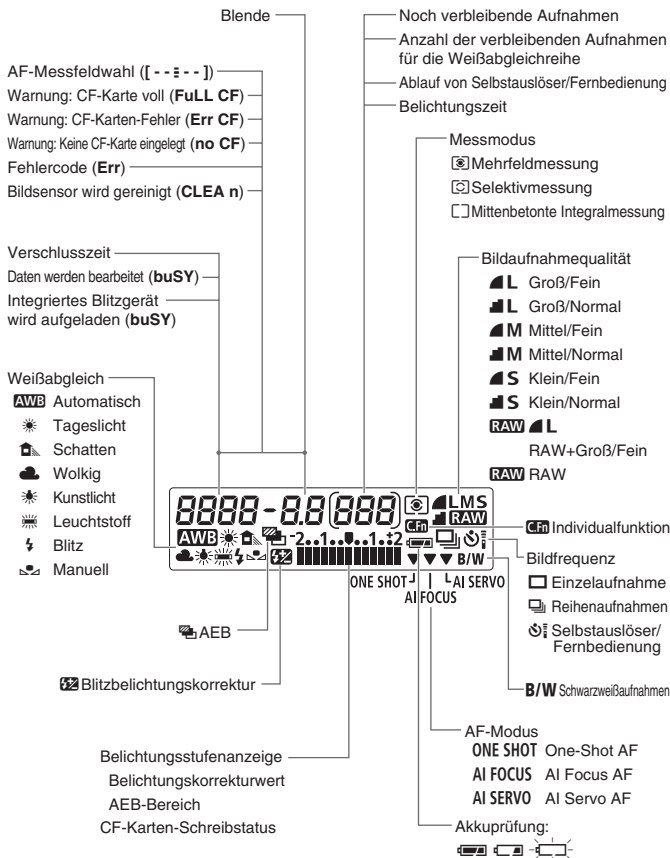 Blende
Noch verbleibende Aufnahmen
Anzahl der verbleibenden Aufnahmen
für die Weißabgleichreihe
Ablauf von Selbstauslöser/Fernbedienung
Belichtungszeit
AF-Messfeldwahl ([ - - - - ])
Warnung: CF-Karte voll (FuLL CF)
Warnung: CF-Karten-Fehler (Err CF)
Warnung: Keine CF-Karte eingelegt (no CF)
Fehlercode (Err)
Bildsensor wird gereinigt (CLEA n)
Messmodus
Mehrfeldmessung
Selektivmessung
Mittenbetonte Integralmessung
Verschlusszeit
Daten werden bearbeitet (buSY)
Integriertes Blitzgerät
wird aufgeladen (buSY)
Bildaufnahmequalität
L Groß/Fein
L Groß/Normal
M Mittel/Fein
M Mittel/Normal
S Klein/Fein
S Klein/Normal
RAW L
RAW+Groß/Fein
RAW RAW
Weißabgleich
AWB Automatisch
Tageslicht
Schatten
Wolkig
Kunstlicht
Leuchtstoff
Blitz
Manuell
8888-8.8(888) LMS
RAW
AWB -2..1...1.+2 C.Fn
B/W
ONE SHOT AI SERVO
AI FOCUS
C.Fn Individualfunktion
Bildfrequenz
Einzelaufnahme
Reihenaufnahmen
Selbstauslöser/
Fernbedienung
B/W Schwarzweißaufnahmen
AEB
Blitzbelichtungskorrektur
AF-Modus
ONE SHOT One-Shot AF
AI FOCUS AI Focus AF
AI SERVO AI Servo AF
Belichtungsstufenanzeige
Belichtungskorrekturwert
AEB-Bereich
CF-Karten-Schreibstatus
Akkuprüfung: